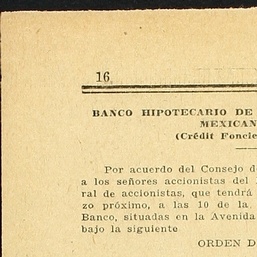 16
BANCO HIPOTECARIO DE
MEXICAN
(Crédit Foncie
Por acuerdo del Consejo d
a los señores accionistas del
ral de accionistas, que tendrá
zo próximo, a las 10 de la
Banco, situadas en la Avenida
bajo la siguiente
ORDEN D